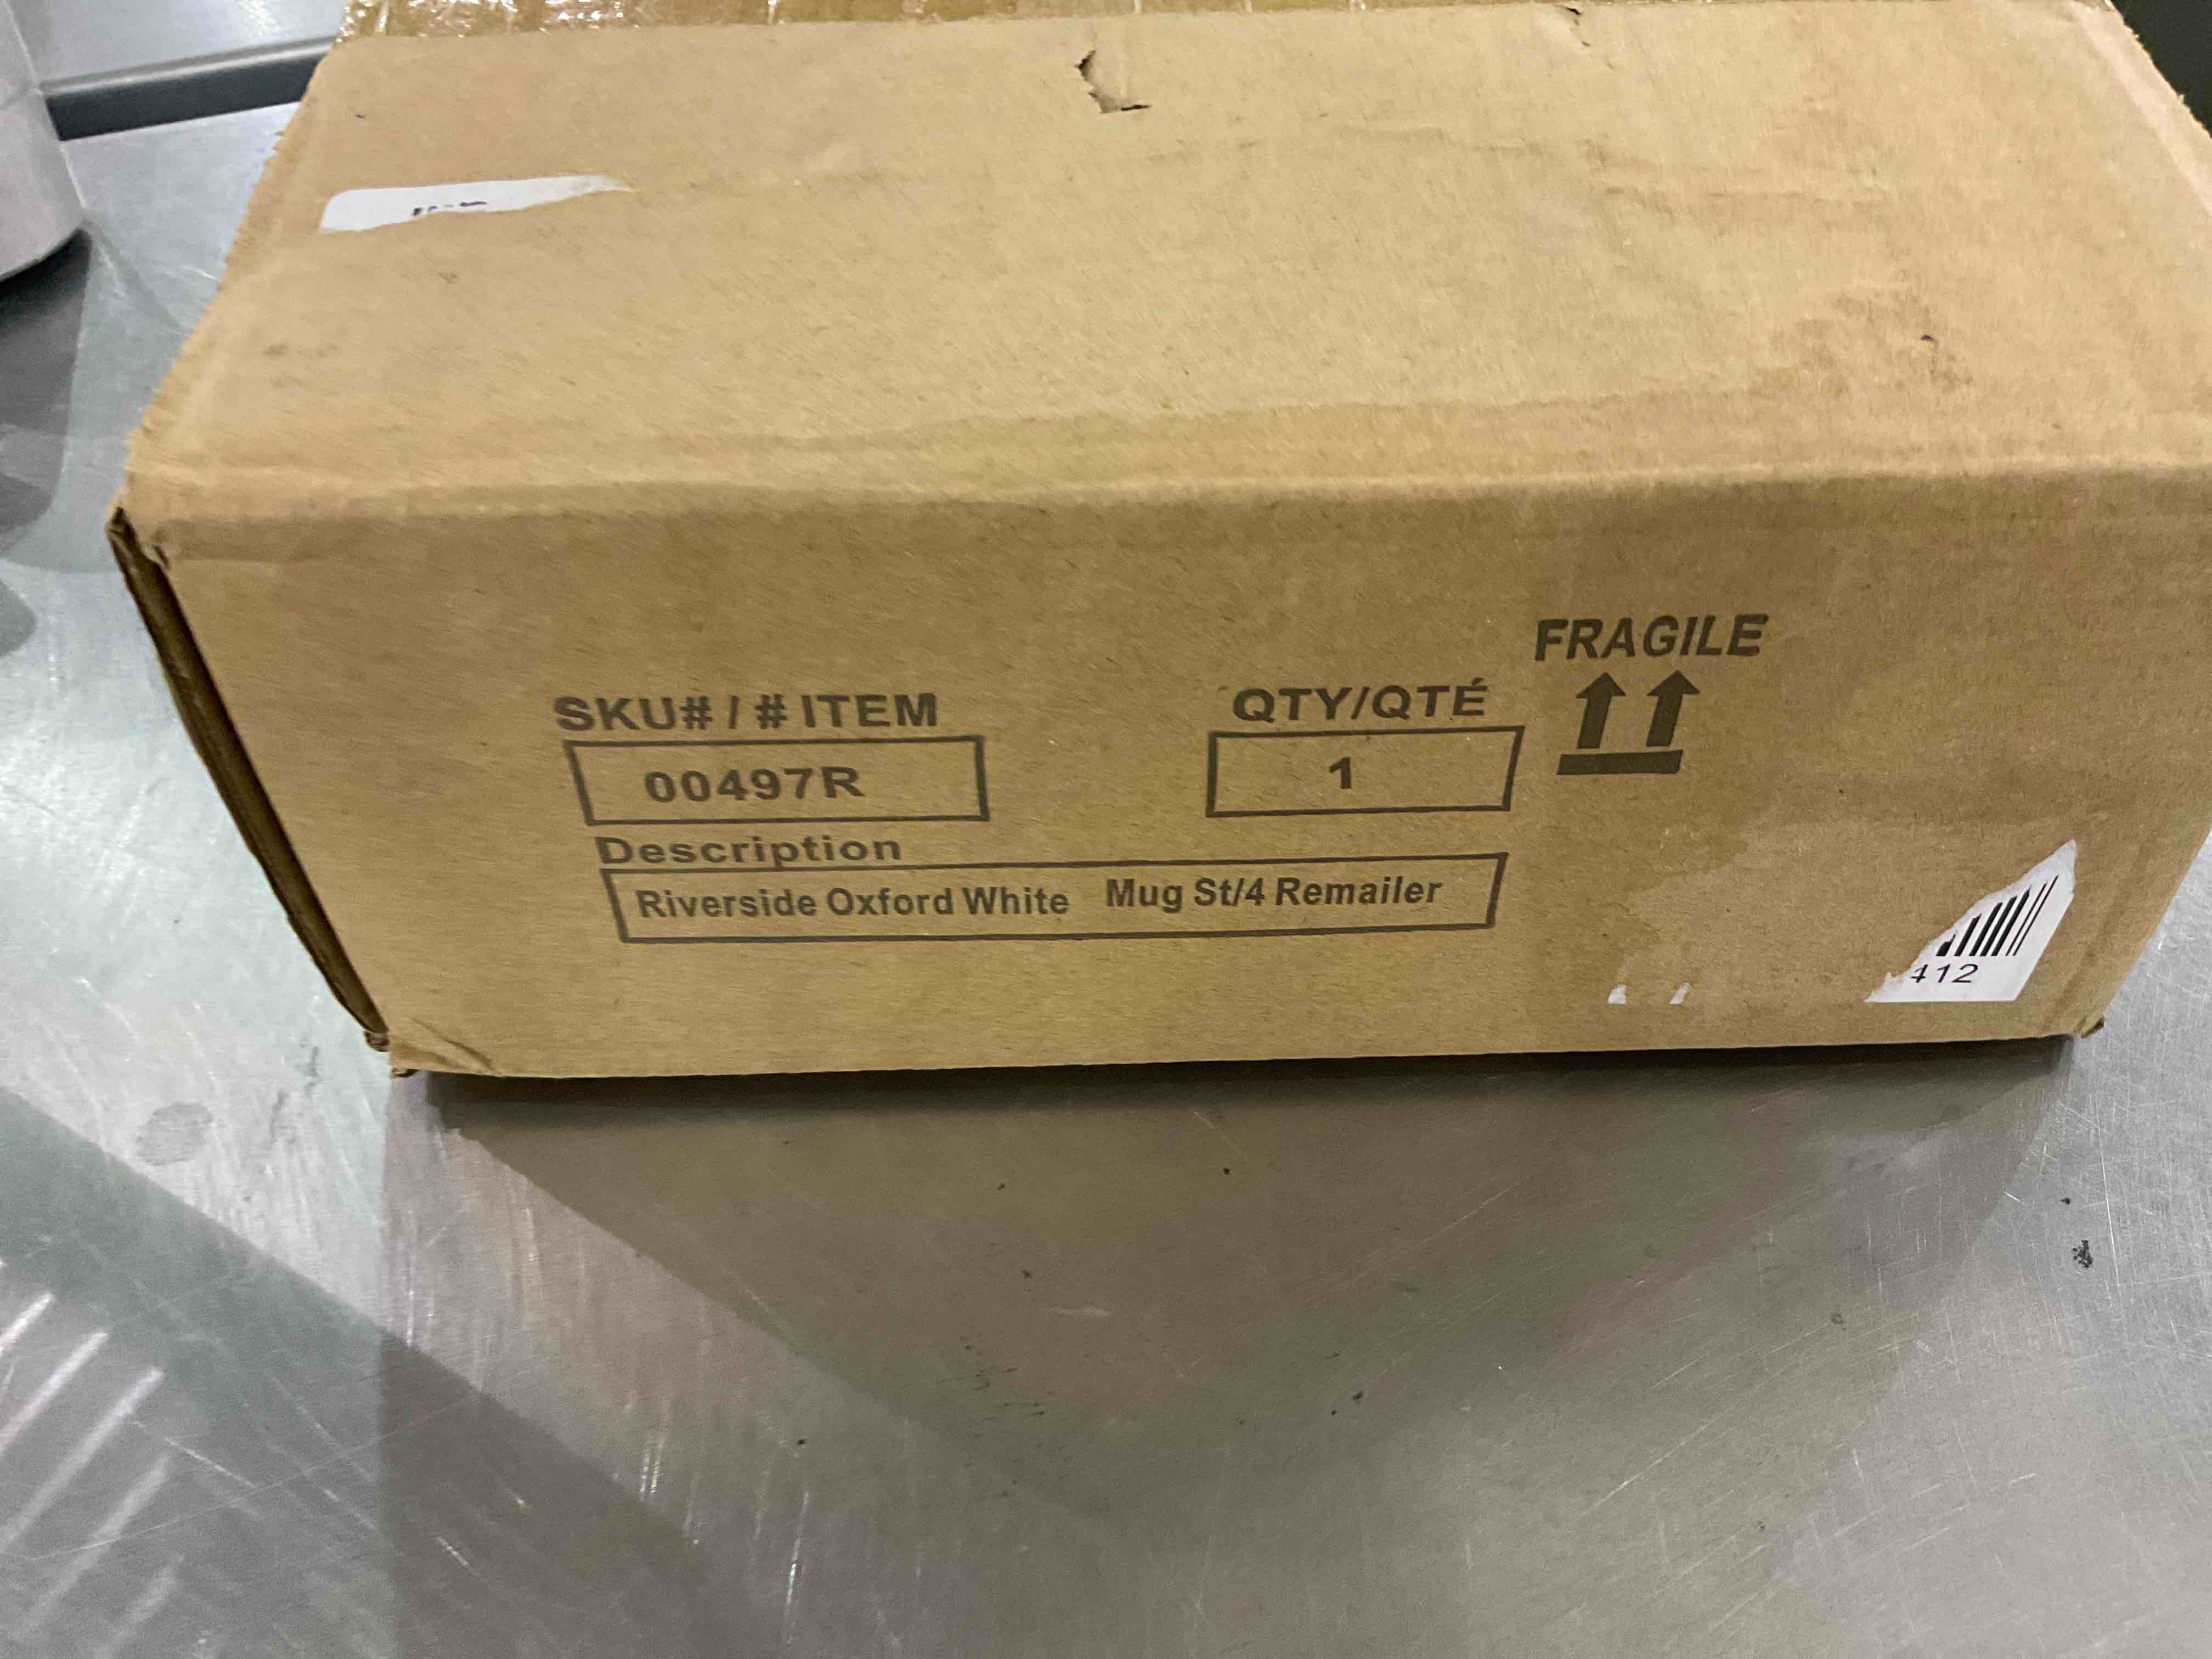 FRAGILE
SKU# / # ITEM
QTY/QTÉ
00497R
1
Description
Riverside Oxford White Mug St/4 Remailer
412